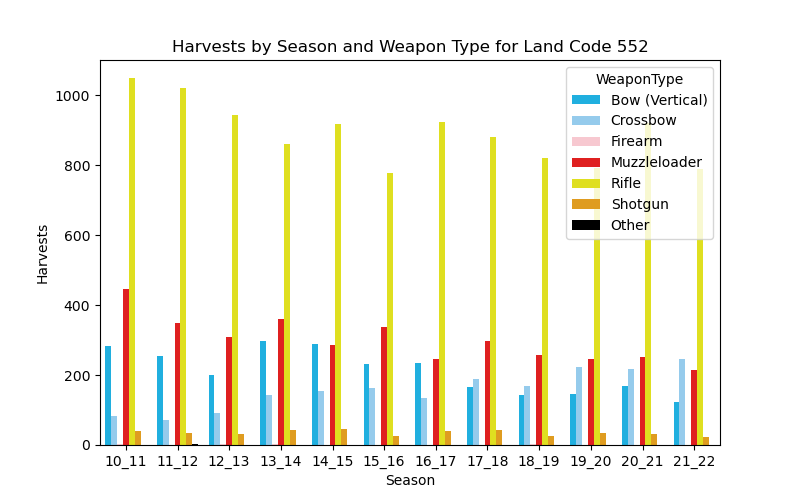 Harvests by Season and Weapon Type for Land Code 552
WeaponType
Bow (Vertical)
Crossbow
Firearm
Muzzleloader
Rifle
Shotgun
Other
1000
800
600
400
200
0
Harvests
10_11 11_12 12_13 13_14 14_15 15_16 16_17 17_18 18_19 19_20 20_21 21_22
Season